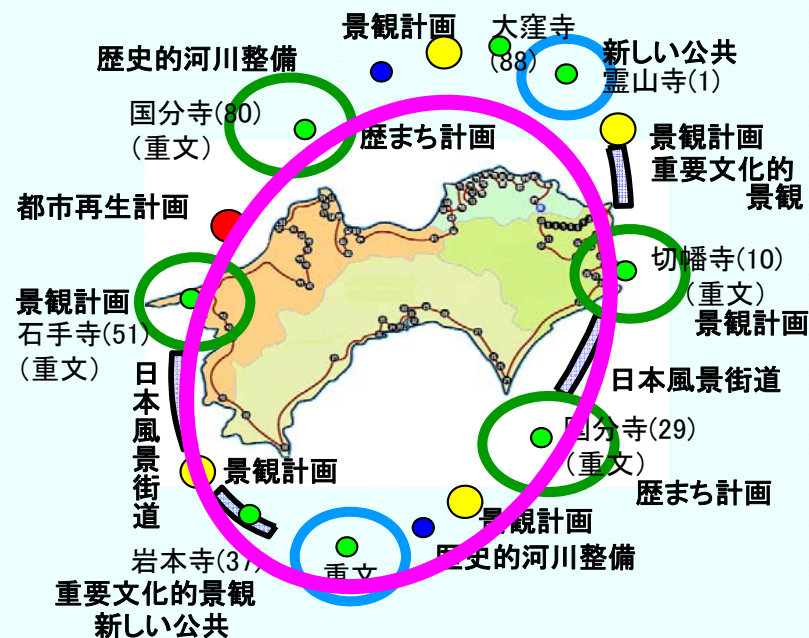 景観計画
大窪寺
(88)
新しい公共
霊山寺(1)
歴史的河川整備
国分寺(80)
(重文)
歴まち計画
景観計画
重要文化的
景観
都市再生計画
切幡寺(10)
(重文)
景観計画
景観計画
石手寺(51)
(重文)
日本風景街道
日本風景街道
国分寺(29)
(重文)
歴まち計画
景観計画
景観計画
歴史的河川整備
岩本寺(37)
重文
重要文化的景観
新しい公共